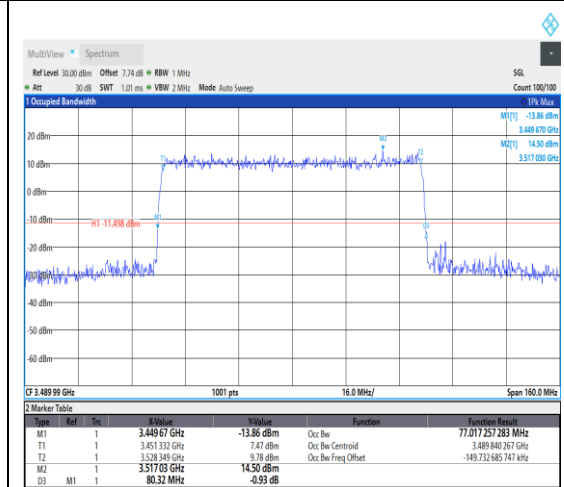 MultiView Spectrum
Ref Level 30.00 dBm Offset 7.74 dB RBW 1 MHz SGL
Att 30 dB SWT 1.01 ms VBW 2 MHz Mode Auto Sweep Count 100/100
1 Occupied Bandwidth 1Pk Max
M1[1] -13.86 dBm
3.449 670 GHz
M2[1] 14.50 dBm
3.517 030 GHz
20 dBm
M2
T1
T2
10 dBm
0 dBm
-10 dBm
M1
H1 -11.498 dBm
D3
-20 dBm
-30 dBm
-40 dBm
-50 dBm
-60 dBm
CF 3.489 99 GHz 1001 pts 16.0 MHz/ Span 160.0 MHz
2 Marker Table
Type Ref Trc X-Value Y-Value Function Function Result
M1 1 3.449 67 GHz -13.86 dBm Occ Bw 77.017 257 283 MHz
T1 1 3.451 332 GHz 7.47 dBm Occ Bw Centroid 3.489 840 267 GHz
T2 1 3.528 349 GHz 9.78 dBm Occ Bw Freq Offset -149.732 685 747 kHz
M2 1 3.517 03 GHz 14.50 dBm
D3 M1 1 80.32 MHz -0.93 dB